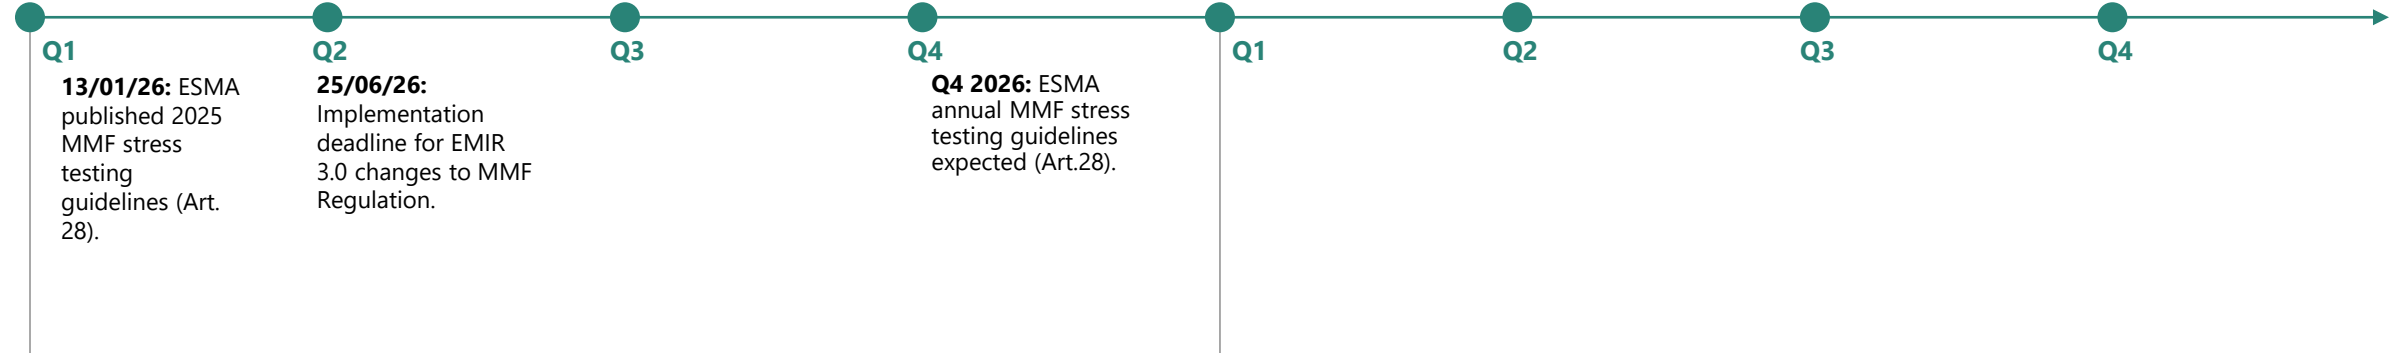 Q1
Q2
Q3
Q4
Q1
Q2
Q3
Q4
13/01/26: ESMA
published 2025
MMF stress
testing
guidelines (Art.
28).
25/06/26:
Implementation
deadline for EMIR
3.0 changes to MMF
Regulation.
Q4 2026: ESMA
annual MMF stress
testing guidelines
expected (Art.28).